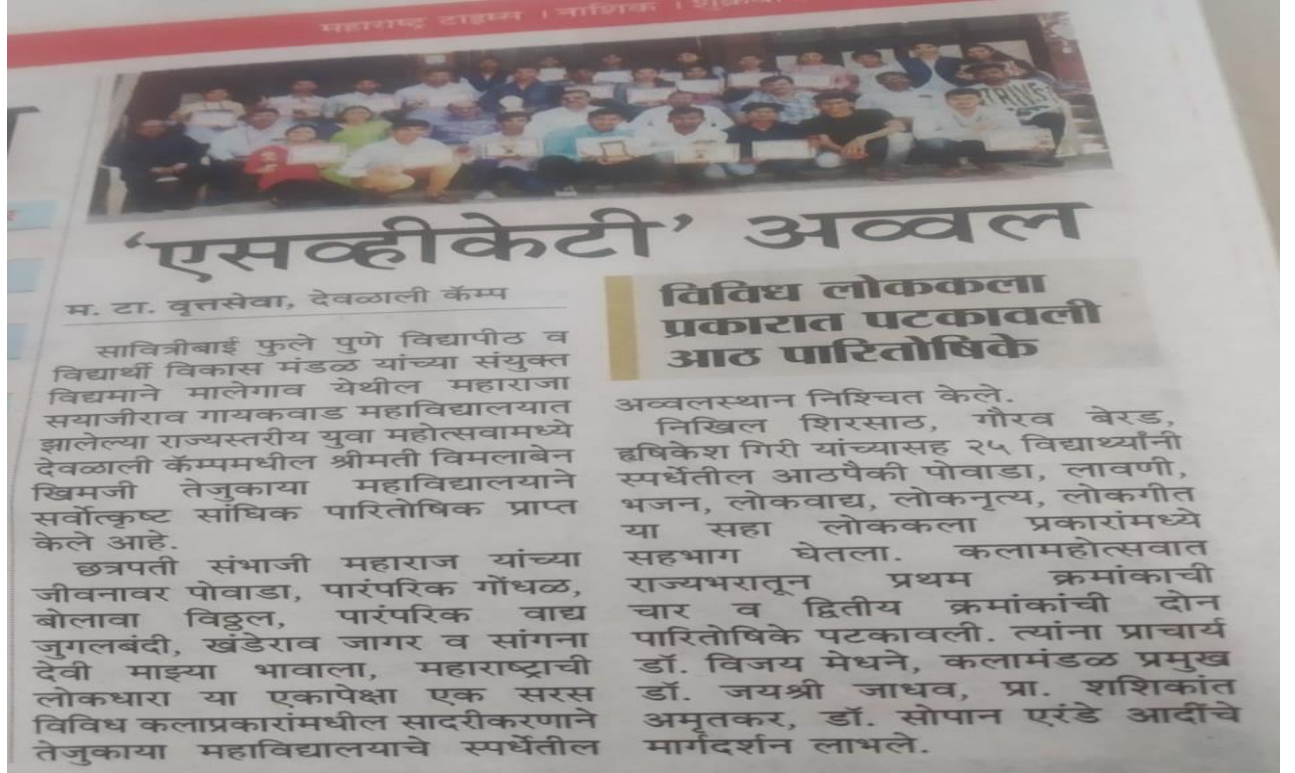 महाराष्ट्र टाइम्स । नाशिक ।
'एसव्हीकेटी' अव्वल
म. टा. वृत्तसेवा, देवळाली कॅम्प
सावित्रीबाई फुले पुणे विद्यापीठ व
विद्यार्थी विकास मंडळ यांच्या संयुक्त
विद्यमाने मालेगाव येथील महाराजा
सयाजीराव गायकवाड महाविद्यालयात
झालेल्या राज्यस्तरीय युवा महोत्सवामध्ये
देवळाली कॅम्पमधील श्रीमती विमलाबेन
खिमजी तेजुकाया महाविद्यालयाने
सर्वोत्कृष्ट सांघिक पारितोषिक प्राप्त
केले आहे.
छत्रपती संभाजी महाराज यांच्या
जीवनावर पोवाडा, पारंपरिक गोंधळ,
बोलावा विठ्ठल, पारंपरिक वाद्य
जुगलबंदी, खंडेराव जागर व सांगना
देवी माझ्या भावाला, महाराष्ट्राची
लोकधारा या एकापेक्षा एक सरस
विविध कलाप्रकारांमधील सादरीकरणाने
तेजुकाया महाविद्यालयाचे स्पर्धेतील
विविध लोककला
प्रकारात पटकावली
आठ पारितोषिके
अव्वलस्थान निश्चित केले.
निखिल शिरसाठ, गौरव बेरड,
हृषिकेश गिरी यांच्यासह २५ विद्यार्थ्यांनी
स्पर्धेतील आठपैकी पोवाडा, लावणी,
भजन, लोकवाद्य, लोकनृत्य, लोकगीत
या सहा लोककला प्रकारांमध्ये
सहभाग घेतला. कलामहोत्सवात
राज्यभरातून प्रथम क्रमांकाची
चार व द्वितीय क्रमांकांची दोन
पारितोषिके पटकावली. त्यांना प्राचार्य
डॉ. विजय मेधने, कलामंडळ प्रमुख
डॉ. जयश्री जाधव, प्रा. शशिकांत
अमृतकर, डॉ. सोपान एरंडे आदींचे
मार्गदर्शन लाभले.